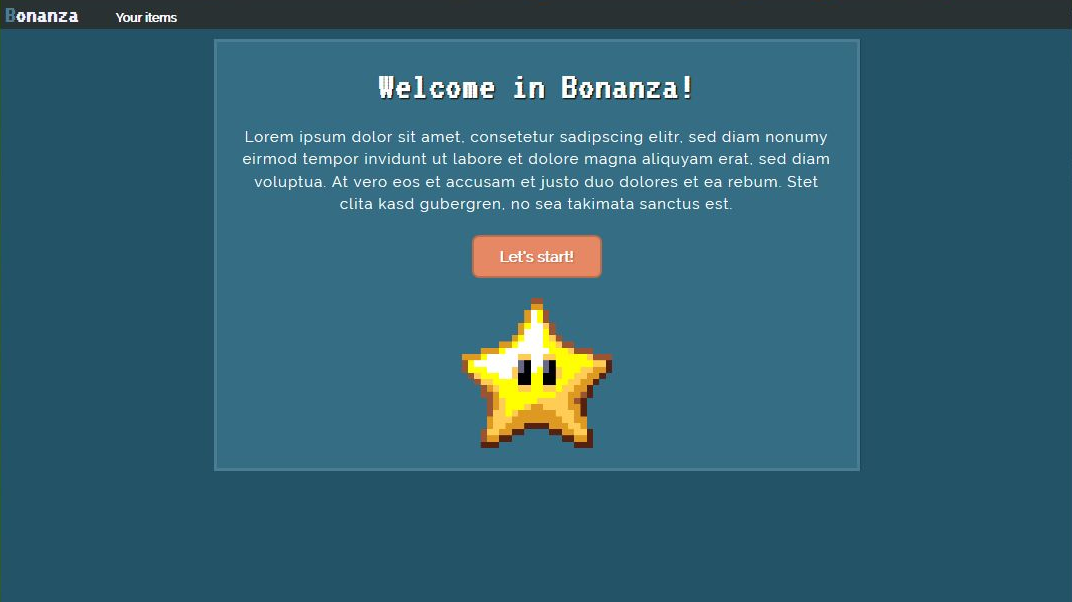 Bonanza Your items
Welcome in Bonanza!
Lorem ipsum dolor sit amet, consetetur sadipscing elitr, sed diam nonumy
eirmod tempor invidunt ut labore et dolore magna aliquyam erat, sed diam
voluptua. At vero eos et accusam et justo duo dolores et ea rebum. Stet
clita kasd gubergren, no sea takimata sanctus est.
Let's start!